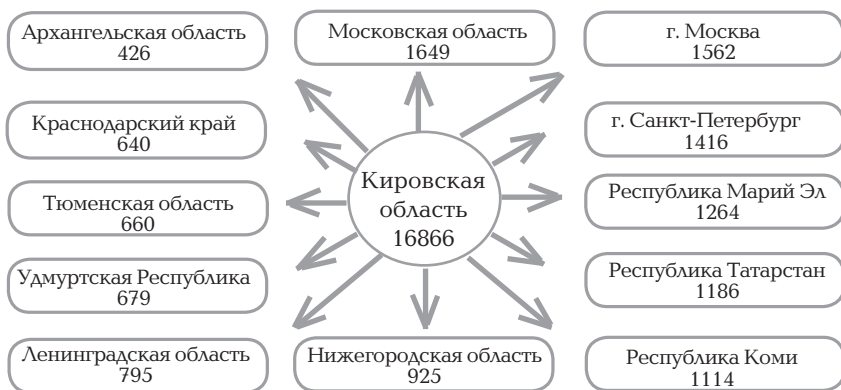 Архангельская область
426
Московская область
1649
г. Москва
1562
Краснодарский край
640
г. Санкт-Петербург
1416
Кировская
область
16866
Тюменская область
660
Республика Марий Эл
1264
Удмуртская Республика
679
Республика Татарстан
1186
Ленинградская область
795
Нижегородская область
925
Республика Коми
1114